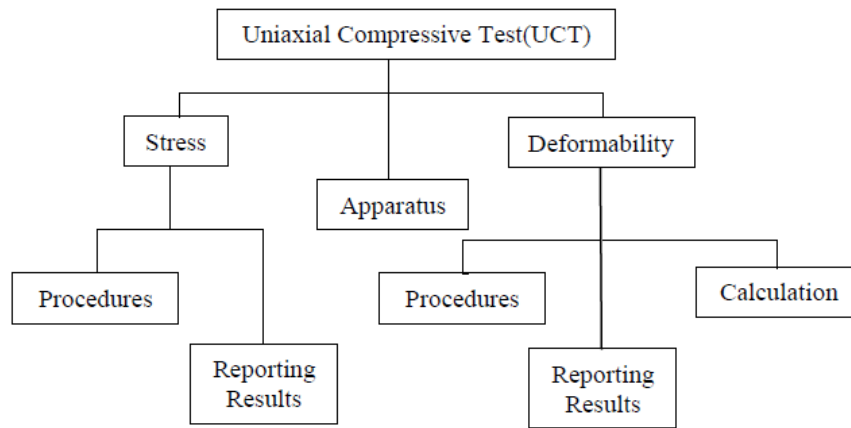 Uniaxial Compressive Test(UCT)
Stress
Deformability
Apparatus
Procedures
Procedures
Calculation
Reporting
Results
Reporting
Results